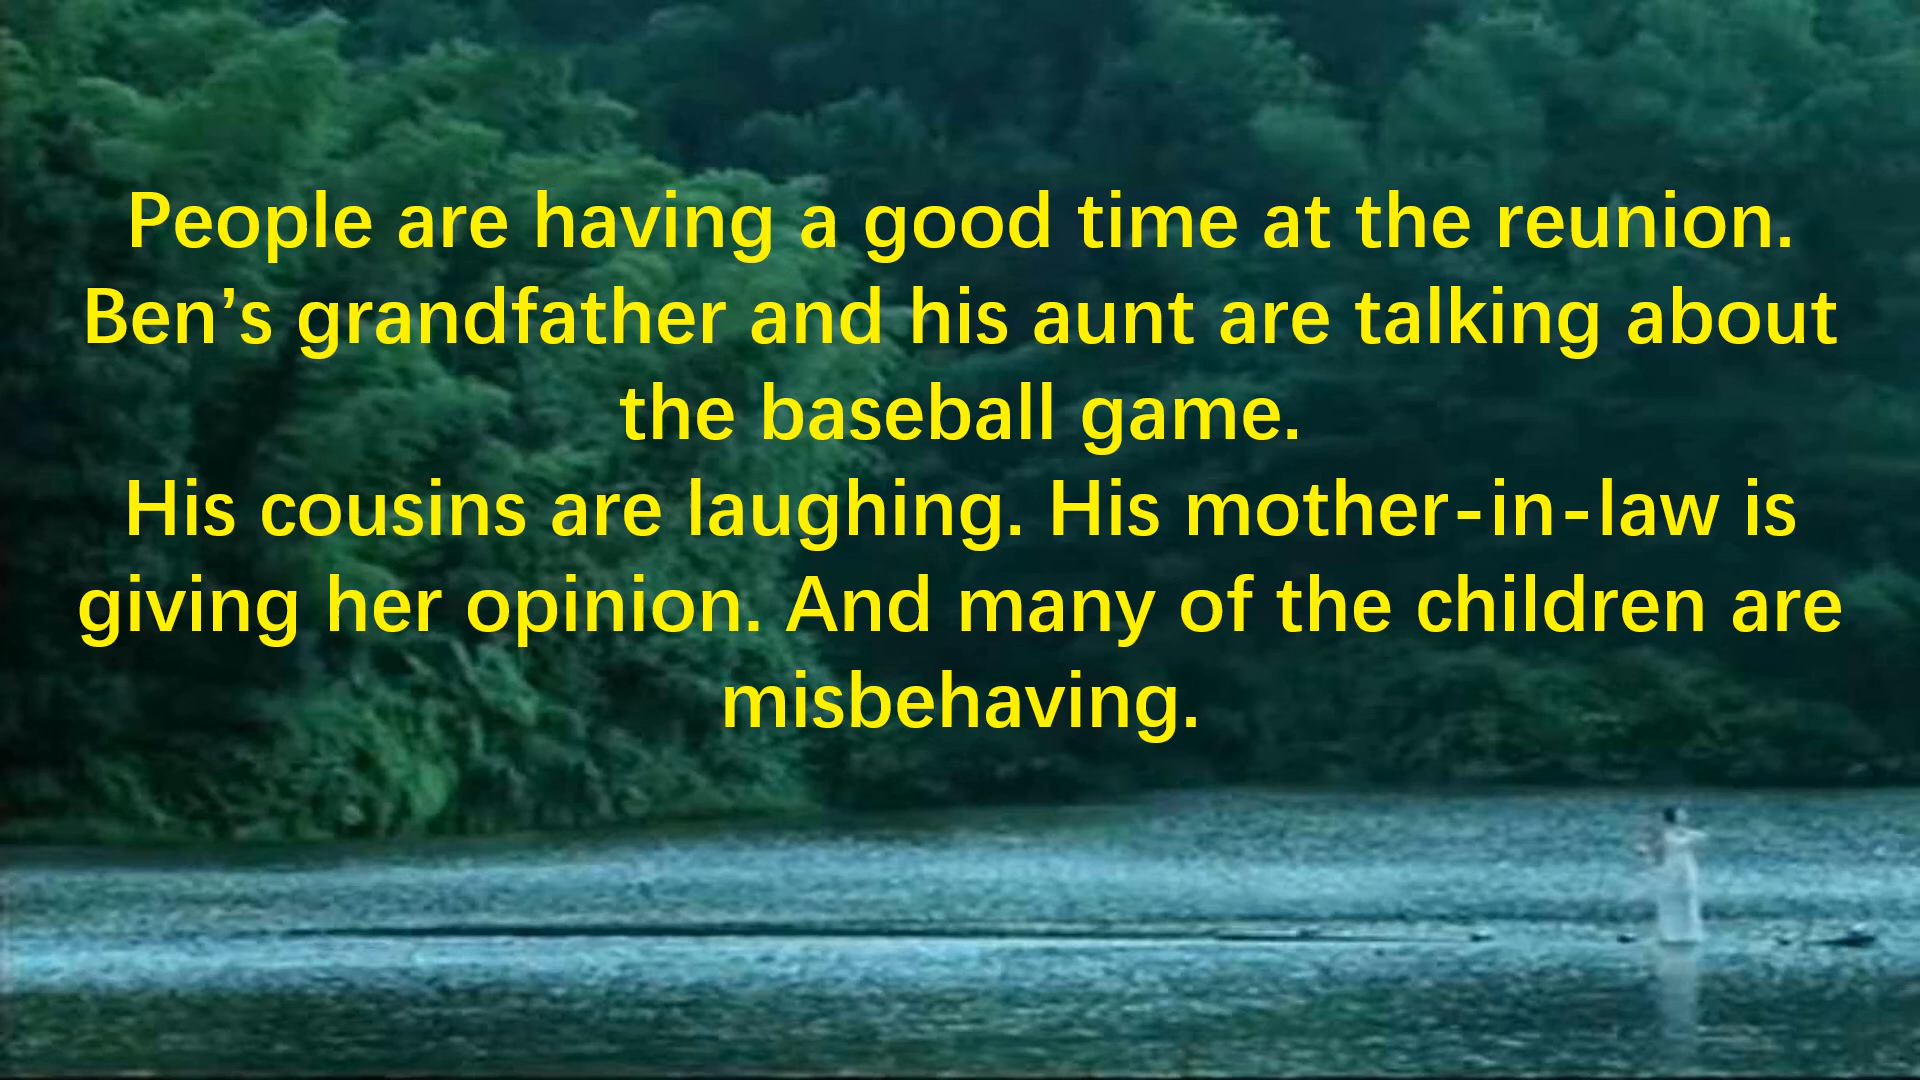 People are having a good time at the reunion.
Ben’s grandfather and his aunt are talking about
the baseball game.
His cousins are laughing. His mother-in-law is
giving her opinion. And many of the children are
misbehaving.